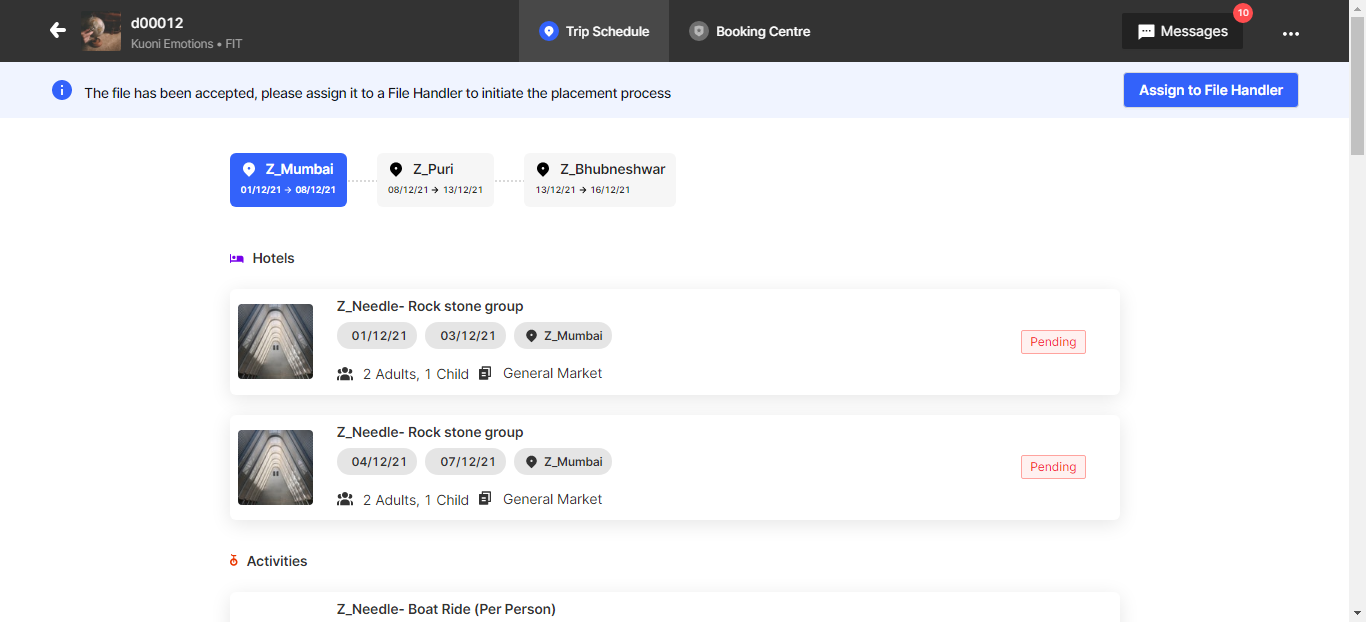 d00012
Kuoni Emotions • FIT
Trip Schedule
Booking Centre
Messages
10
The file has been accepted, please assign it to a File Handler to initiate the placement process
Assign to File Handler
Z_Mumbai
01/12/21 → 08/12/21
Z_Puri
08/12/21 → 13/12/21
Z_Bhubneshwar
13/12/21 → 16/12/21
Hotels
Z_Needle- Rock stone group
01/12/21 03/12/21 Z_Mumbai
Pending
2 Adults, 1 Child General Market
Z_Needle- Rock stone group
04/12/21 07/12/21 Z_Mumbai
Pending
2 Adults, 1 Child General Market
Activities
Z_Needle- Boat Ride (Per Person)